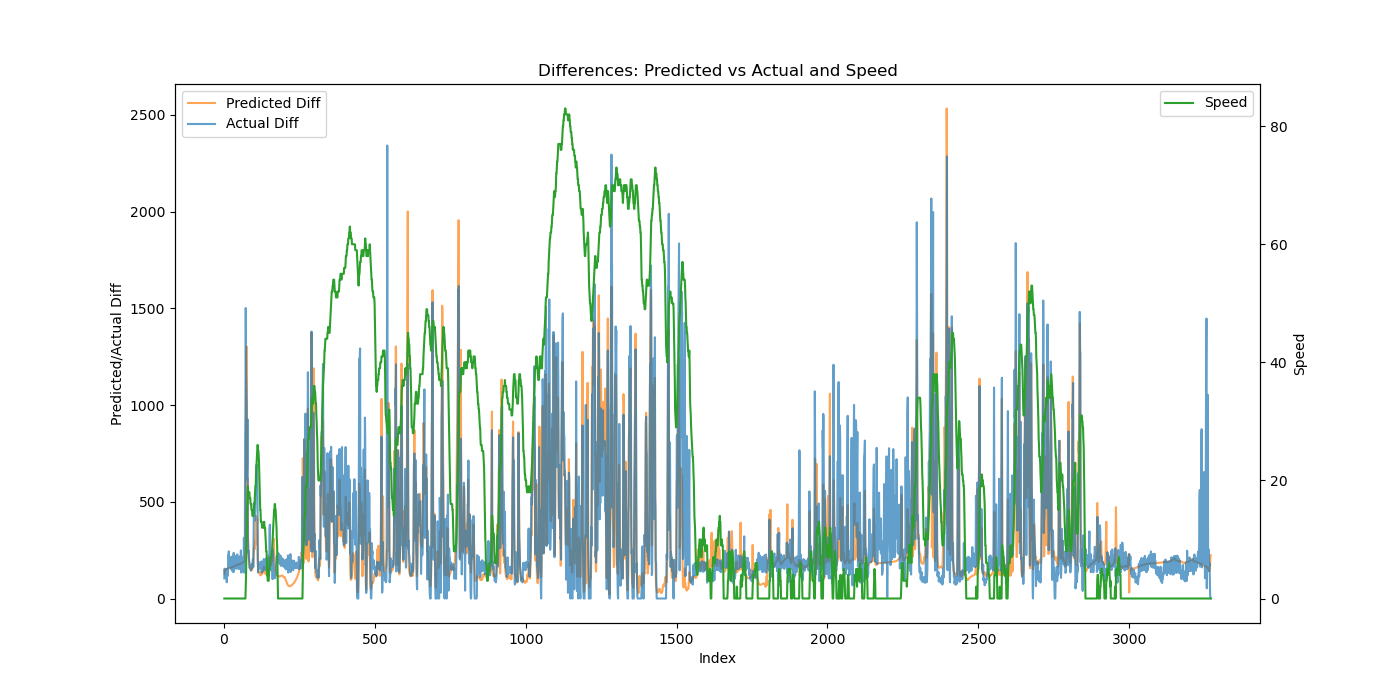 Differences: Predicted vs Actual and Speed
Predicted Diff
Actual Diff
Speed
2500
2000
1500
1000
500
0
Predicted/Actual Diff
80
60
40
20
0
Speed
0
500
1000
1500
2000
2500
3000
Index